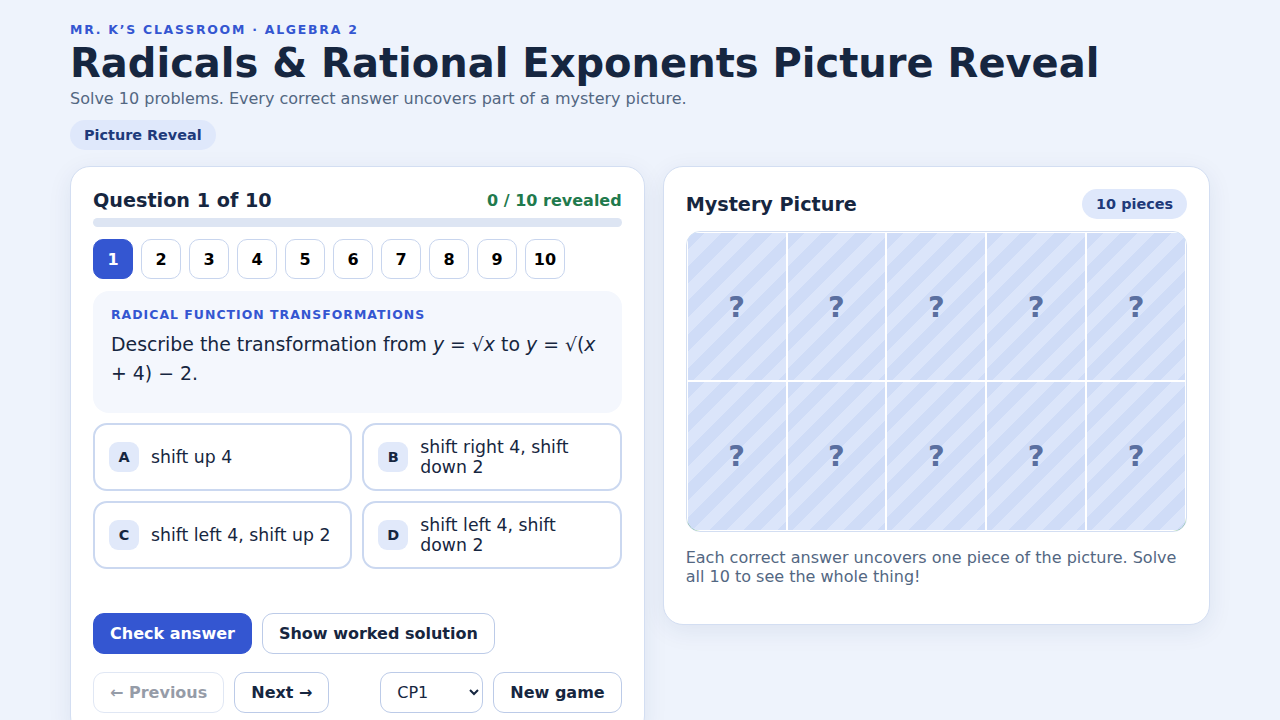 MR. K’S CLASSROOM · ALGEBRA 2
Radicals & Rational Exponents Picture Reveal
Solve 10 problems. Every correct answer uncovers part of a mystery picture.
Picture Reveal
Question 1 of 10
0 / 10 revealed
1 2 3 4 5 6 7 8 9 10
RADICAL FUNCTION TRANSFORMATIONS
Describe the transformation from y = √x to y = √(x
+ 4) − 2.
A shift up 4
B shift right 4, shift
down 2
C shift left 4, shift up 2
D shift left 4, shift
down 2
Check answer
Show worked solution
← Previous
Next →
CP1
New game
Mystery Picture
10 pieces
? ? ? ? ?
? ? ? ? ?
Each correct answer uncovers one piece of the picture. Solve
all 10 to see the whole thing!